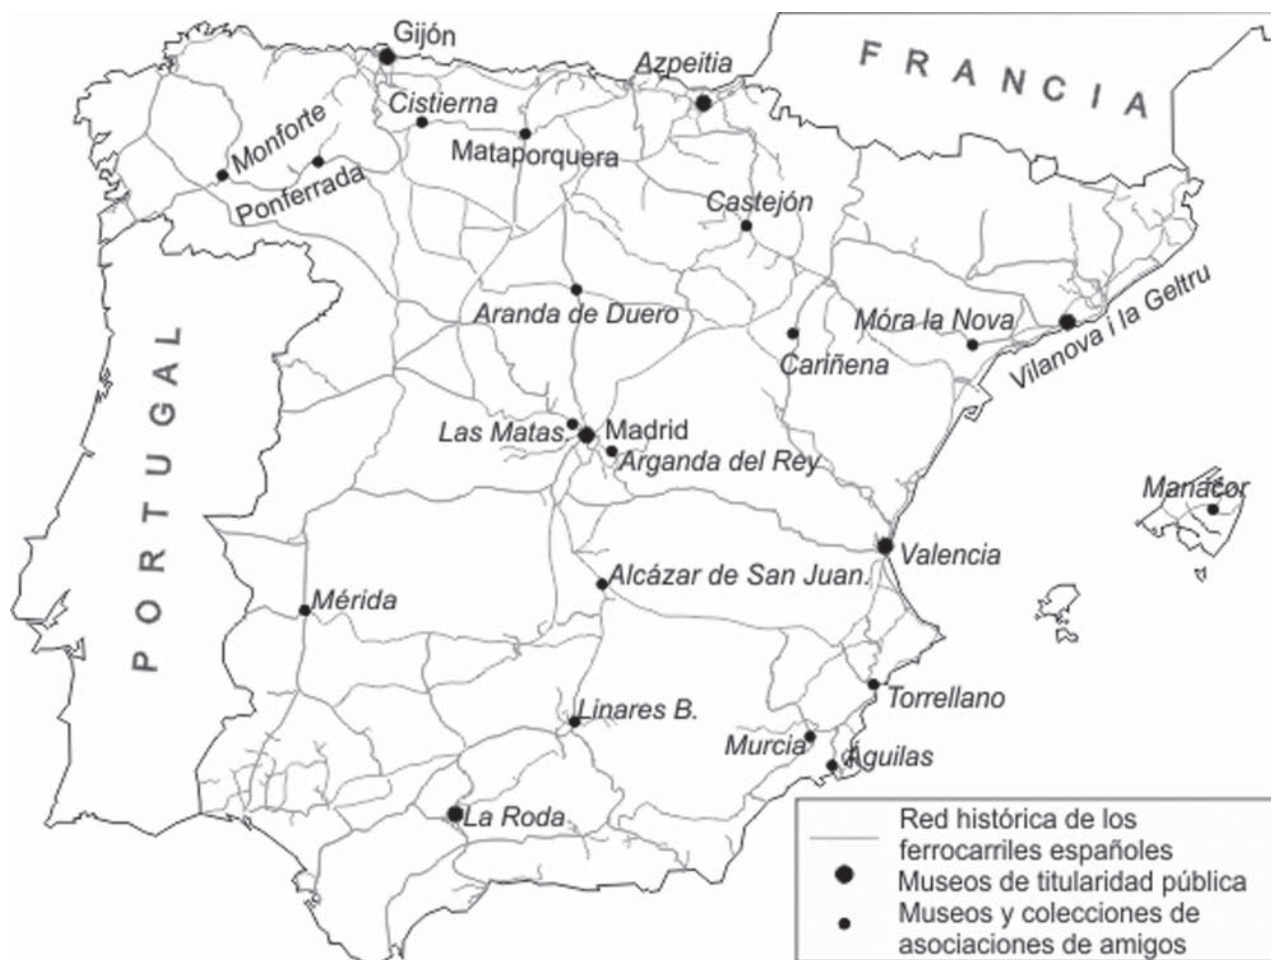 Gijón
Azpeitia
FRANCIA
Cistierna
Monforte
Mataporquera
Ponferrada
Castejón
Aranda de Duero
Móra la Nova
Vilanova i la Geltru
Cariñena
PORTUGAL
Las Matas.
Madrid
Arganda del Rey
Manacor
Valencia
Alcázar de San Juan.
Mérida
Torrellano
Linares B.
Murcia
Águilas
La Roda
Red histórica de los
ferrocarriles españoles
Museos de titularidad pública
Museos y colecciones de
asociaciones de amigos